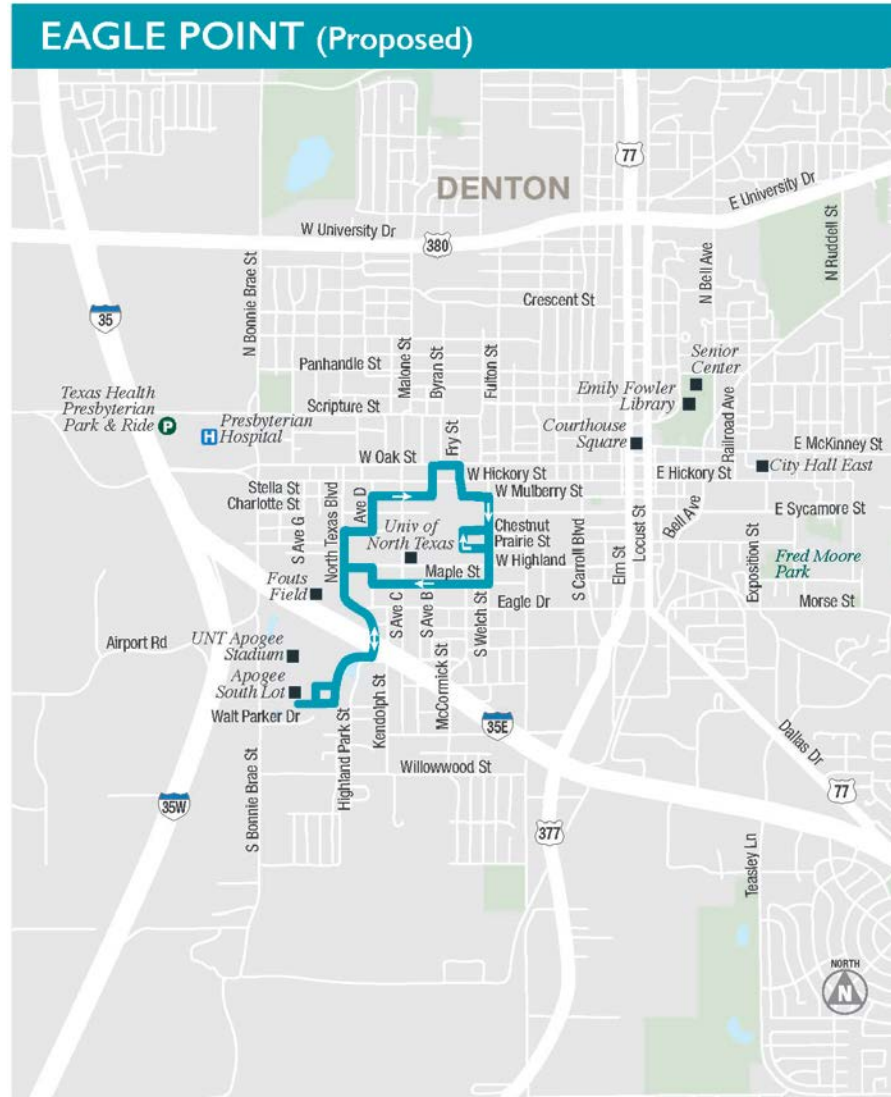 EAGLE POINT (Proposed)
77
DENTON
E University Dr
W University Dr
380
N Ruddell St
N Bell Ave
N Bonnie Brae St
Crescent St
35
Malone St
Byran St
Fulton St
Panhandle St
Senior
Center
Texas Health
Presbyterian
Park & Ride
P
H
Presbyterian
Hospital
Scripture St
Emily Fowler
Library
Railroad Ave
Fry St
Courthouse
Square
E McKinney St
W Oak St
W Hickory St
E Hickory St
City Hall East
Stella St
Charlotte St
Ave D
W Mulberry St
E Sycamore St
Bell Ave
S Ave G
North Texas Blvd
Univ of
North Texas
Chestnut
Prairie St
W Highland
Maple St
S Carroll Blvd
Elm St
Locust St
Exposition St
Fred Moore
Park
Fouts
Field
S Ave C
S Ave B
S Welch St
Eagle Dr
Morse St
Airport Rd
UNT Apogee
Stadium
Apogee
South Lot
Walt Parker Dr
Kendolph St
McCormick St
Highland Park St
35E
Dallas Dr
Willowwood St
S Bonnie Brae St
35W
77
377
Teasley Ln
NORTH
N